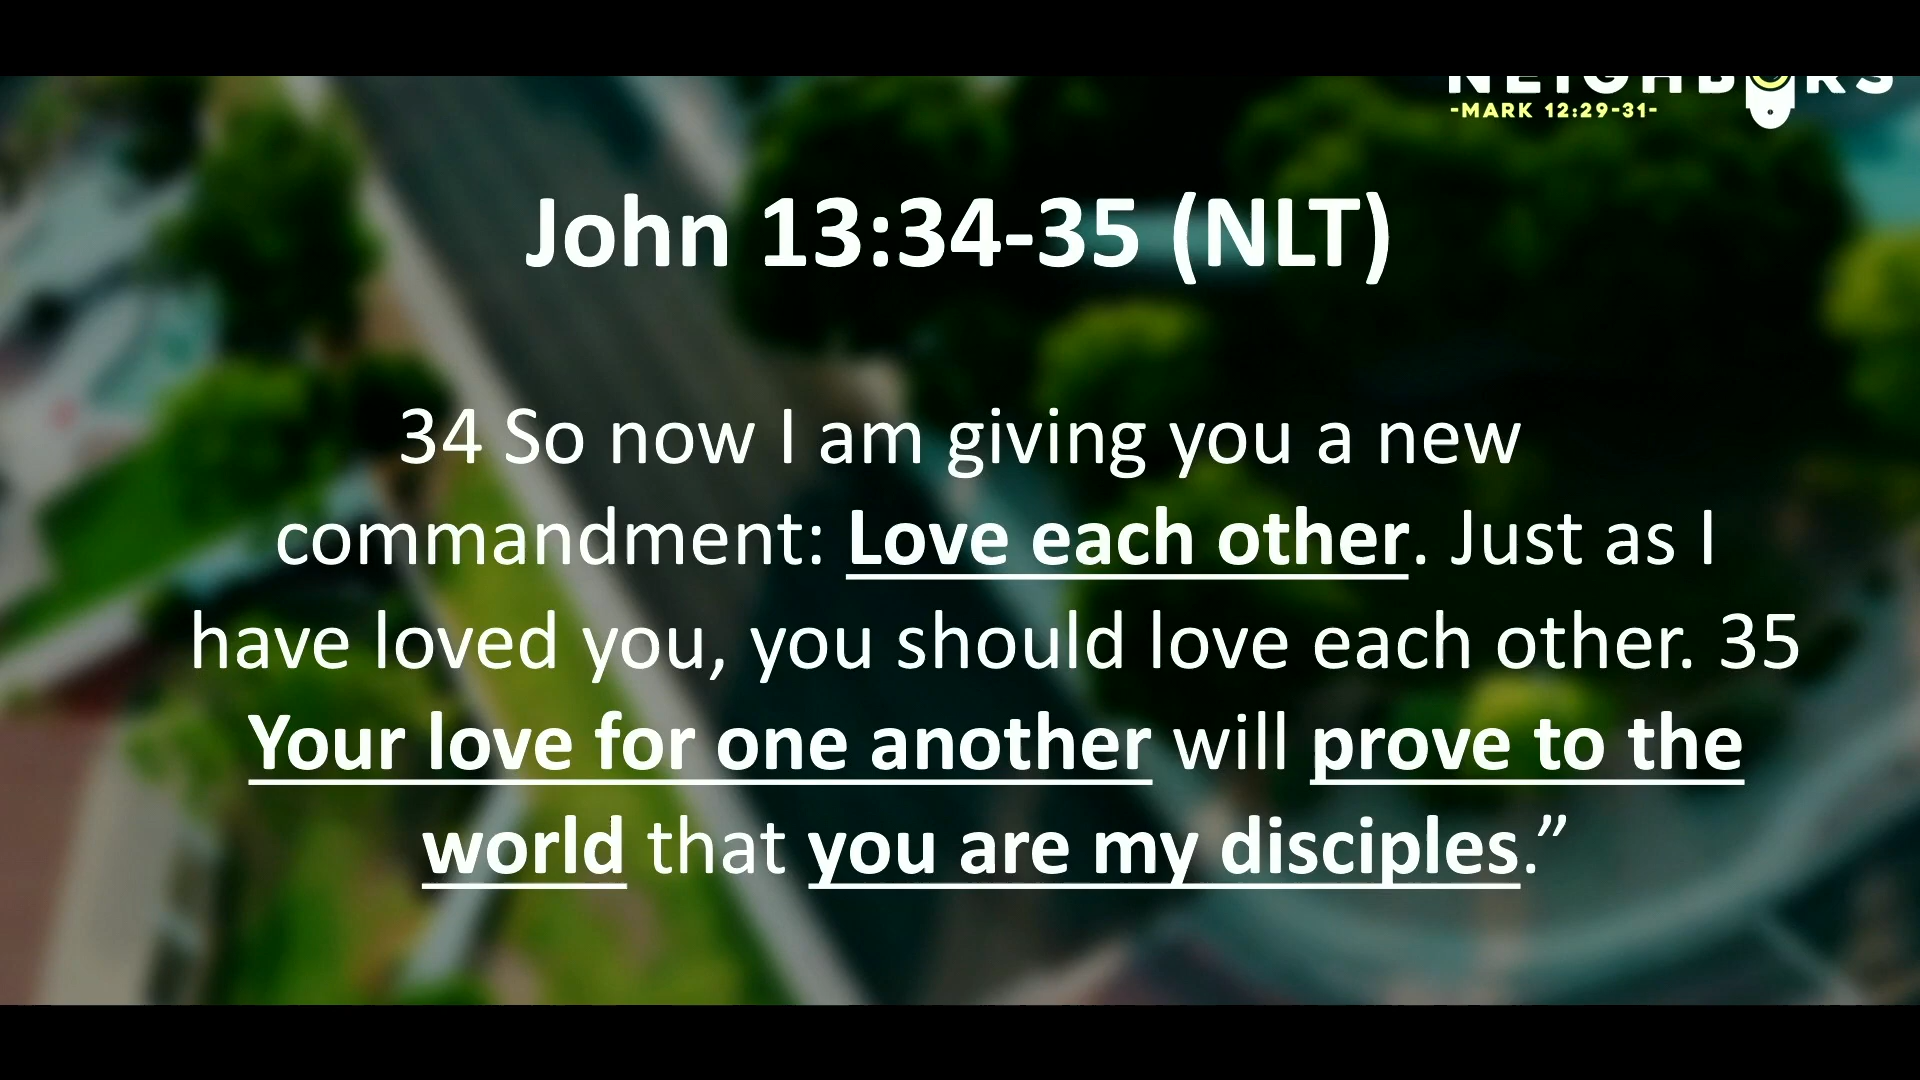 NEIGHBORS
-MARK 12:29-31-
John 13:34-35 (NLT)
34 So now I am giving you a new
commandment: Love each other. Just as I
have loved you, you should love each other. 35
Your love for one another will prove to the
world that you are my disciples.”